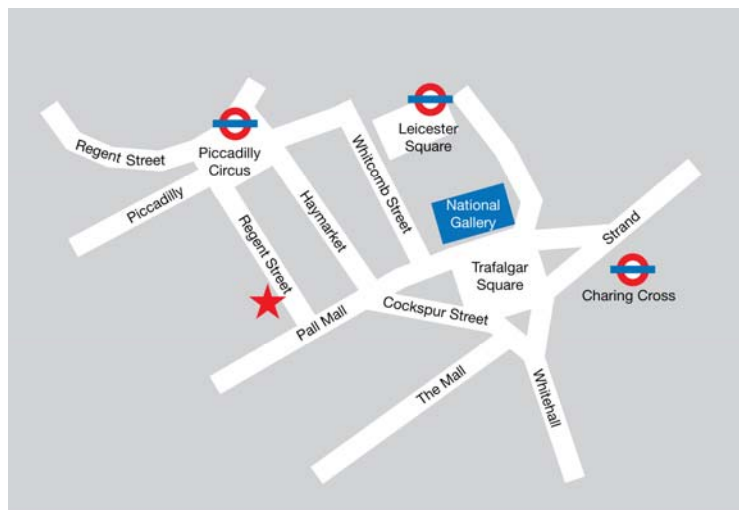 Regent Street
Piccadilly
Circus
Leicester
Square
Piccadilly
Regent Street
Haymarket
Whitcomb Street
National
Gallery
Strand
Trafalgar
Square
Charing Cross
Cockspur Street
Pall Mall
The Mall
Whitehall